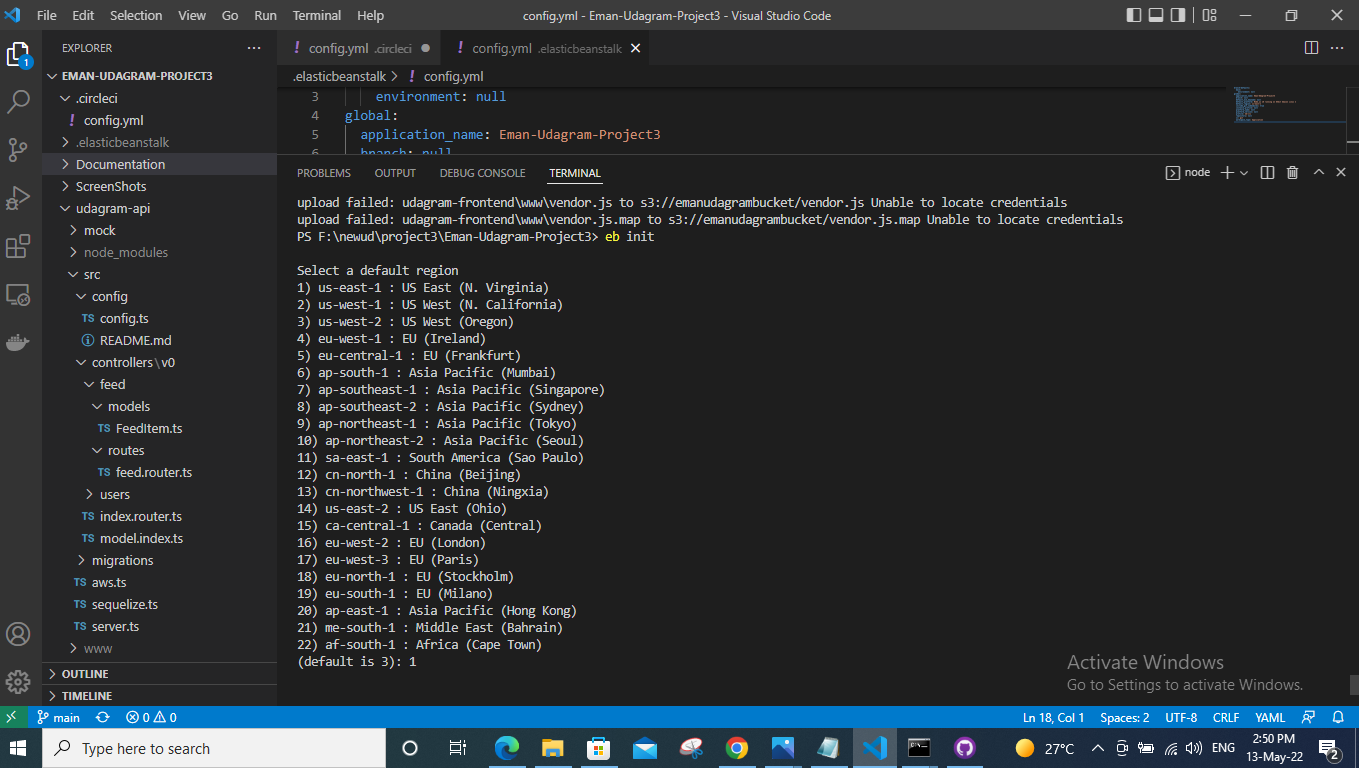 File Edit Selection View Go Run Terminal Help config.yml - Eman-Udagram-Project3 - Visual Studio Code
EXPLORER
1
EMAN-UDAGRAM-PROJECT3
.circleci
! config.yml
.elasticbeanstalk
Documentation
ScreenShots
udagram-api
mock
node_modules
src
config
TS config.ts
README.md
controllers\v0
feed
models
TS FeedItem.ts
routes
TS feed.router.ts
users
TS index.router.ts
TS model.index.ts
migrations
TS aws.ts
TS sequelize.ts
TS server.ts
www
OUTLINE
TIMELINE
! config.yml .circleci ! config.yml .elasticbeanstalk
.elasticbeanstalk > ! config.yml
3 environment: null
4 global:
5 application_name: Eman-Udagram-Project3
6 branch: null
PROBLEMS OUTPUT DEBUG CONSOLE TERMINAL node
upload failed: udagram-frontend\www\vendor.js to s3://emanudagrambucket/vendor.js Unable to locate credentials
upload failed: udagram-frontend\www\vendor.js.map to s3://emanudagrambucket/vendor.js.map Unable to locate credentials
PS F:\newud\project3\Eman-Udagram-Project3> eb init
Select a default region
1) us-east-1 : US East (N. Virginia)
2) us-west-1 : US West (N. California)
3) us-west-2 : US West (Oregon)
4) eu-west-1 : EU (Ireland)
5) eu-central-1 : EU (Frankfurt)
6) ap-south-1 : Asia Pacific (Mumbai)
7) ap-southeast-1 : Asia Pacific (Singapore)
8) ap-southeast-2 : Asia Pacific (Sydney)
9) ap-northeast-1 : Asia Pacific (Tokyo)
10) ap-northeast-2 : Asia Pacific (Seoul)
11) sa-east-1 : South America (Sao Paulo)
12) cn-north-1 : China (Beijing)
13) cn-northwest-1 : China (Ningxia)
14) us-east-2 : US East (Ohio)
15) ca-central-1 : Canada (Central)
16) eu-west-2 : EU (London)
17) eu-west-3 : EU (Paris)
18) eu-north-1 : EU (Stockholm)
19) eu-south-1 : EU (Milano)
20) ap-east-1 : Asia Pacific (Hong Kong)
21) me-south-1 : Middle East (Bahrain)
22) af-south-1 : Africa (Cape Town)
(default is 3): 1
Activate Windows
Go to Settings to activate Windows.
main 0 0 Ln 18, Col 1 Spaces: 2 UTF-8 CRLF YAML
Type here to search 27°C ENG 2:50 PM
13-May-22 2